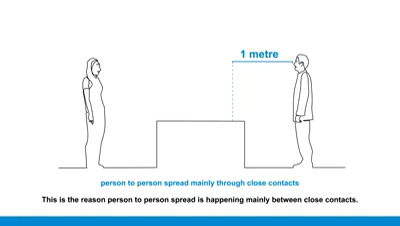 1 metre
person to person spread mainly through close contacts
This is the reason person to person spread is happening mainly between close contacts.